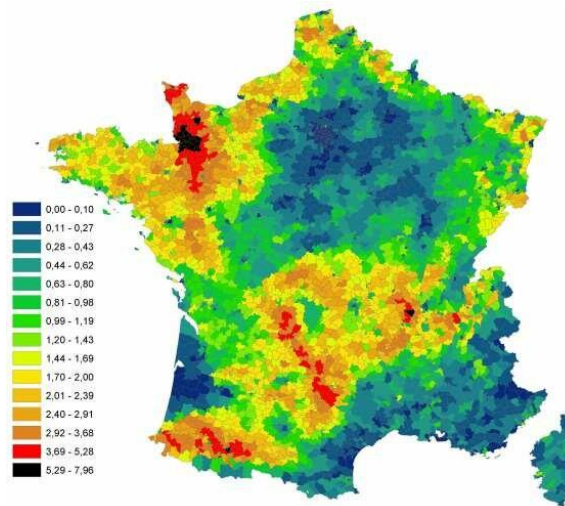 0,00 - 0,10
0,11 - 0,27
0,28 - 0,43
0,44 - 0,62
0,63 - 0,80
0,81 - 0,98
0,99 - 1,19
1,20 - 1,43
1,44 - 1,69
1,70 - 2,00
2,01 - 2,39
2,40 - 2,91
2,92 - 3,68
3,69 - 5,28
5,29 - 7,96